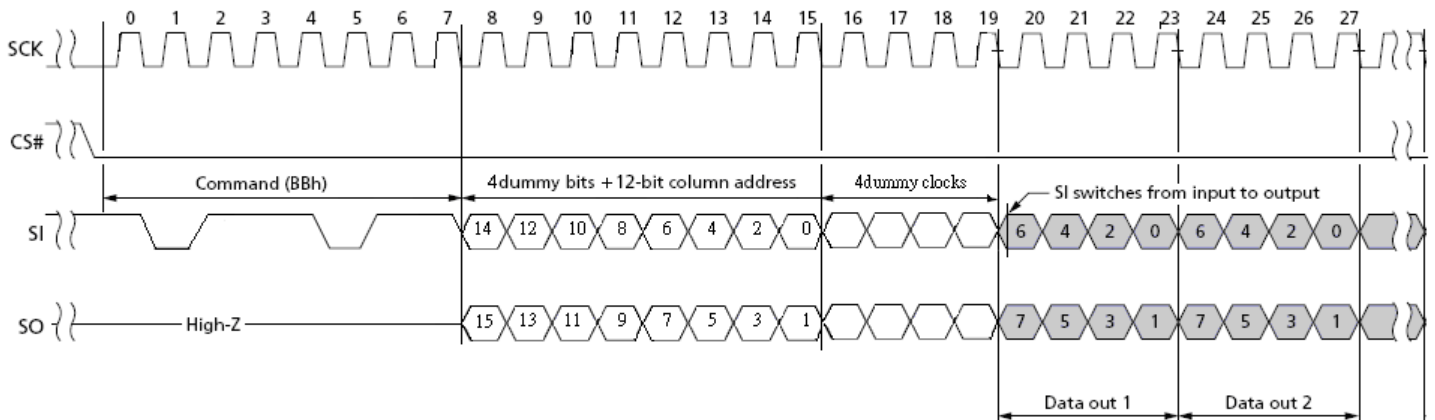 0 1 2 3 4 5 6 7 8 9 10 11 12 13 14 15 16 17 18 19 20 21 22 23 24 25 26 27
SCK
CS#
Command (BBh) 4dummy bits + 12-bit column address 4dummy clocks
SI switches from input to output
SI 14 12 10 8 6 4 2 0 6 4 2 0 6 4 2 0
SO High-Z 15 13 11 9 7 5 3 1 7 5 3 1 7 5 3 1
Data out 1 Data out 2